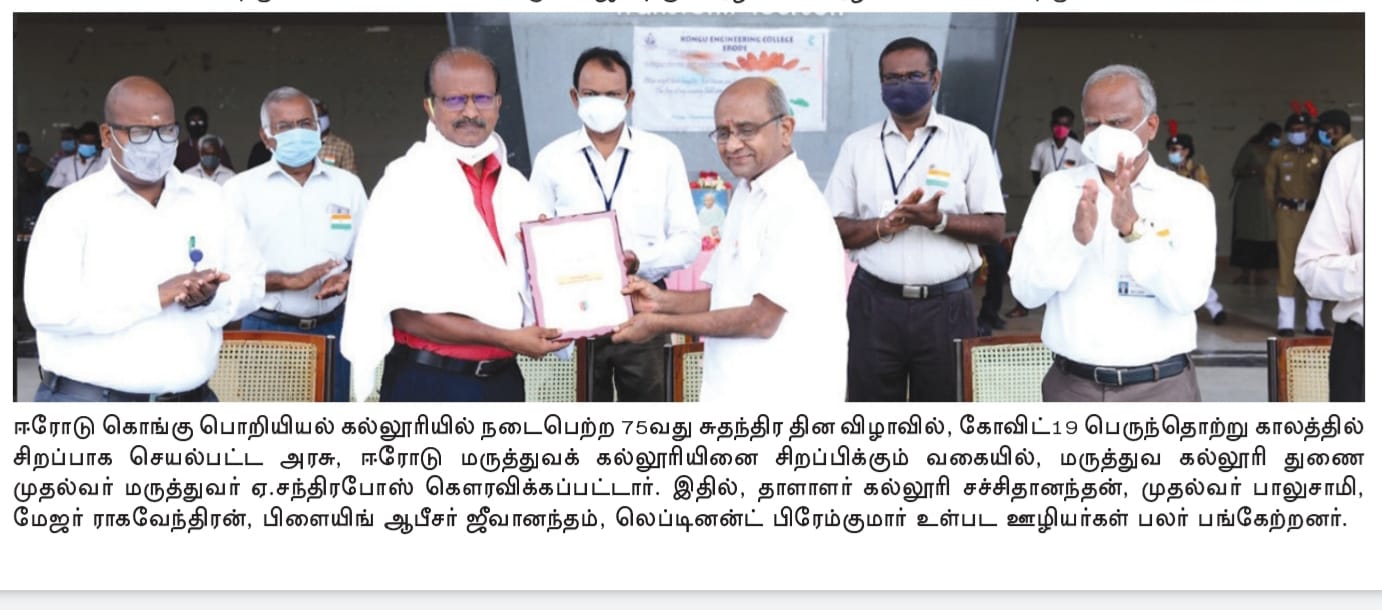 KONGU ENGINEERING COLLEGE
ERODE
ஈரோடு கொங்கு பொறியியல் கல்லூரியில் நடைபெற்ற 75வது சுதந்திர தின விழாவில், கோவிட்19 பெருந்தொற்று காலத்தில்
சிறப்பாக செயல்பட்ட அரசு, ஈரோடு மருத்துவக் கல்லூரியினை சிறப்பிக்கும் வகையில், மருத்துவ கல்லூரி துணை
முதல்வர் மருத்துவர் ஏ.சந்திரபோஸ் கௌரவிக்கப்பட்டார். இதில், தாளாளர் கல்லூரி சச்சிதானந்தன், முதல்வர் பாலுசாமி,
மேஜர் ராகவேந்திரன், பிளையிங் ஆபீசர் ஜீவானந்தம், லெப்டினன்ட் பிரேம்குமார் உள்பட ஊழியர்கள் பலர் பங்கேற்றனர்.